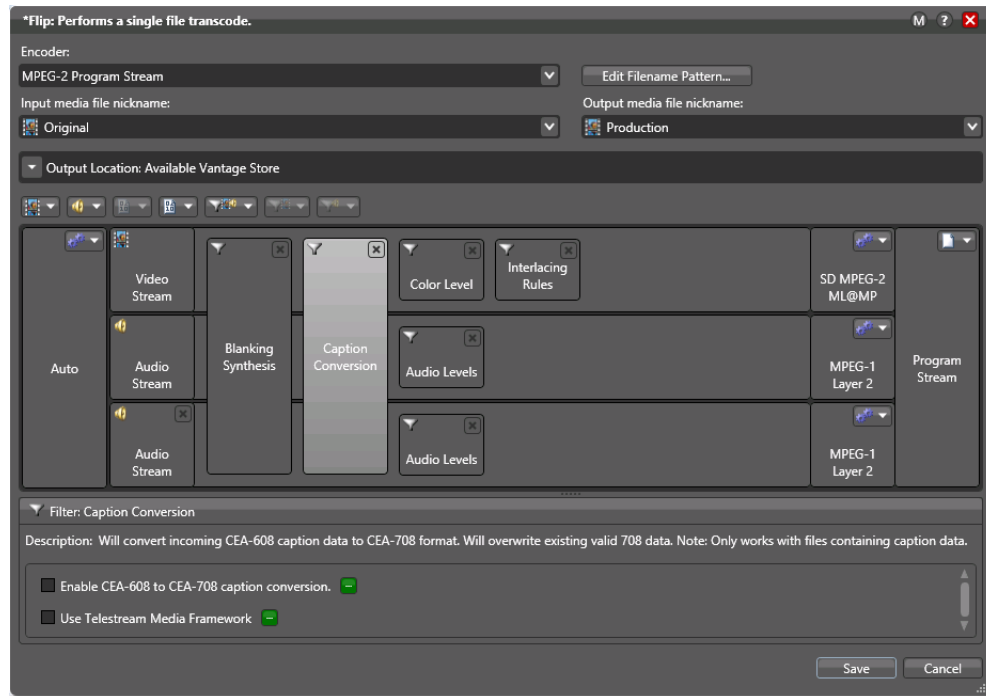 *Flip: Performs a single file transcode.
M ? X
Encoder:
MPEG-2 Program Stream
Edit Filename Pattern...
Input media file nickname:
Output media file nickname:
Original
Production
Output Location: Available Vantage Store
Auto
Video
Stream
Blanking
Synthesis
Caption
Conversion
Color Level
Interlacing
Rules
SD MPEG-2
ML@MP
Program
Stream
Audio
Stream
Audio Levels
MPEG-1
Layer 2
Audio
Stream
Audio Levels
MPEG-1
Layer 2
Filter: Caption Conversion
Description: Will convert incoming CEA-608 caption data to CEA-708 format. Will overwrite existing valid 708 data. Note: Only works with files containing caption data.
Enable CEA-608 to CEA-708 caption conversion.
Use Telestream Media Framework
Save
Cancel